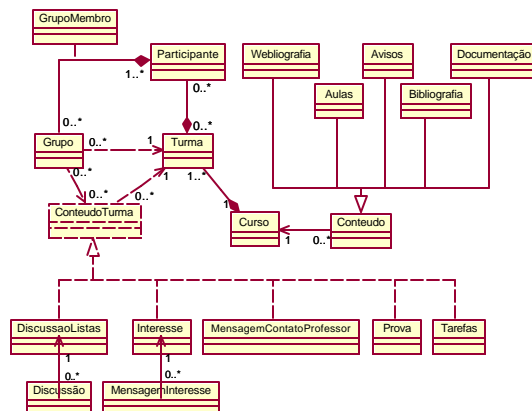 GrupoMembro
Participante
Webliografia
Avisos
Documentação
1..*
0..*
Aulas
Bibliografia
0..*
0..*
Grupo
0..*
1
Turma
0..*
0..*
1
1..*
0..*
ConteudoTurma
1
Curso
1
0..*
Conteudo
DiscussaoListas
Interesse
MensagemContatoProfessor
Prova
Tarefas
1
1
0..*
0..*
Discussão
MensagemInteresse